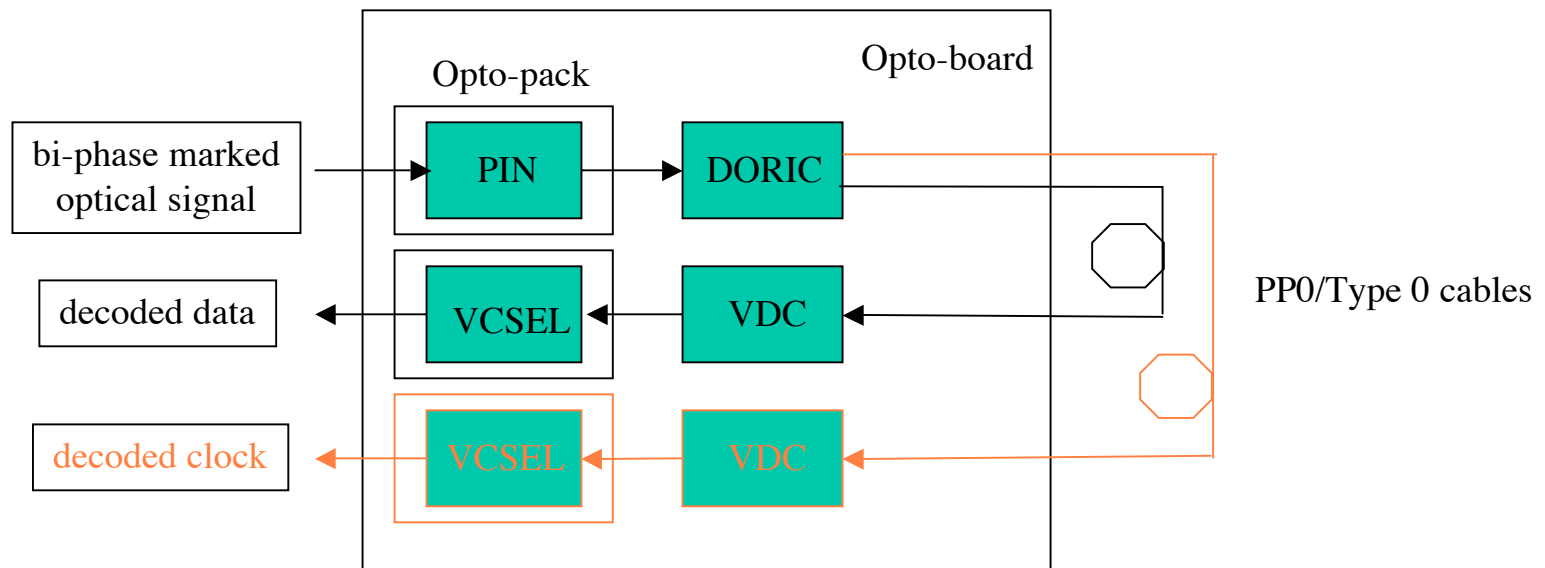 Opto-board
Opto-pack
bi-phase marked
optical signal
PIN
DORIC
decoded data
VCSEL
VDC
PP0/Type 0 cables
decoded clock
VCSEL
VDC